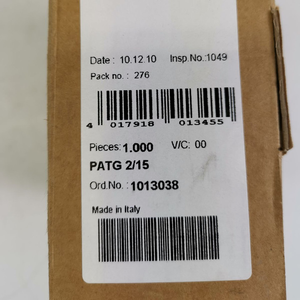 Date : 10.12.10 Insp.No.:1049
Pack no. : 276
4 017918 013455
Pieces: 1.000 V/C: 00
PATG 2/15
Ord.No.: 1013038
Made in Italy